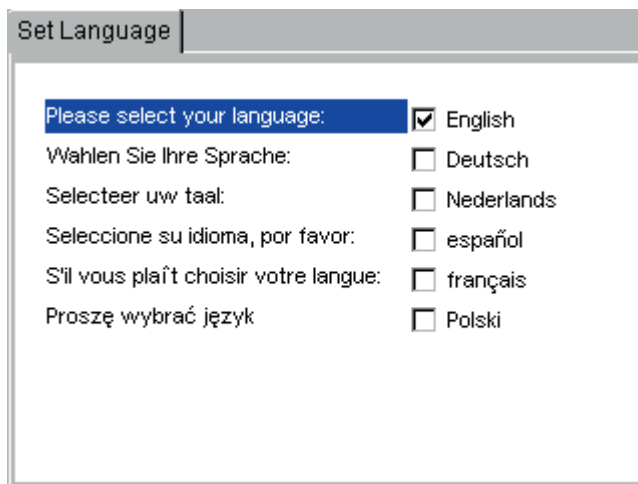 Set Language
Please select your language: English
Wahlen Sie Ihre Sprache: Deutsch
Selecteer uw taal: Nederlands
Seleccione su idioma, por favor: español
S'il vous plaît choisir votre langue: français
Proszę wybrać język Polski